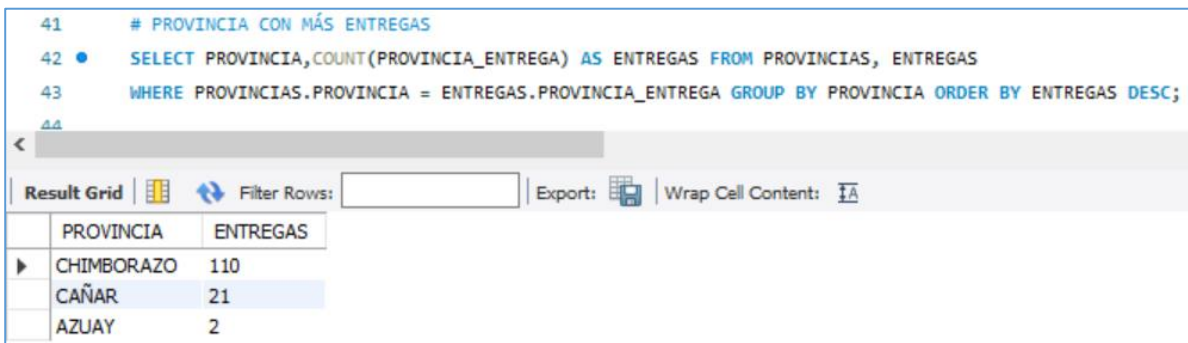 41 # PROVINCIA CON MÁS ENTREGAS
42 SELECT PROVINCIA,COUNT(PROVINCIA_ENTREGA) AS ENTREGAS FROM PROVINCIAS, ENTREGAS
43 WHERE PROVINCIAS.PROVINCIA = ENTREGAS.PROVINCIA_ENTREGA GROUP BY PROVINCIA ORDER BY ENTREGAS DESC;
44
Result Grid Filter Rows: Export: Wrap Cell Content: IA
PROVINCIA ENTREGAS
CHIMBORAZO 110
CAÑAR 21
AZUAY 2